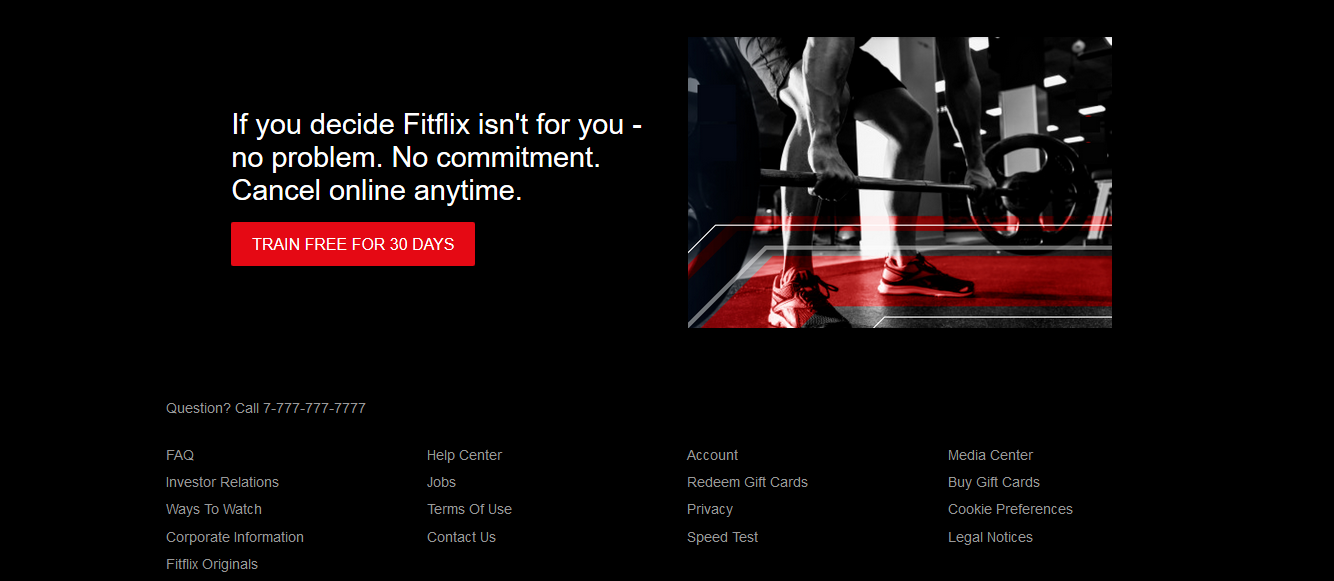 If you decide Fitflix isn't for you -
no problem. No commitment.
Cancel online anytime.
TRAIN FREE FOR 30 DAYS
Question? Call 7-777-777-7777
FAQ
Help Center
Account
Media Center
Investor Relations
Jobs
Redeem Gift Cards
Buy Gift Cards
Ways To Watch
Terms Of Use
Privacy
Cookie Preferences
Corporate Information
Contact Us
Speed Test
Legal Notices
Fitflix Originals